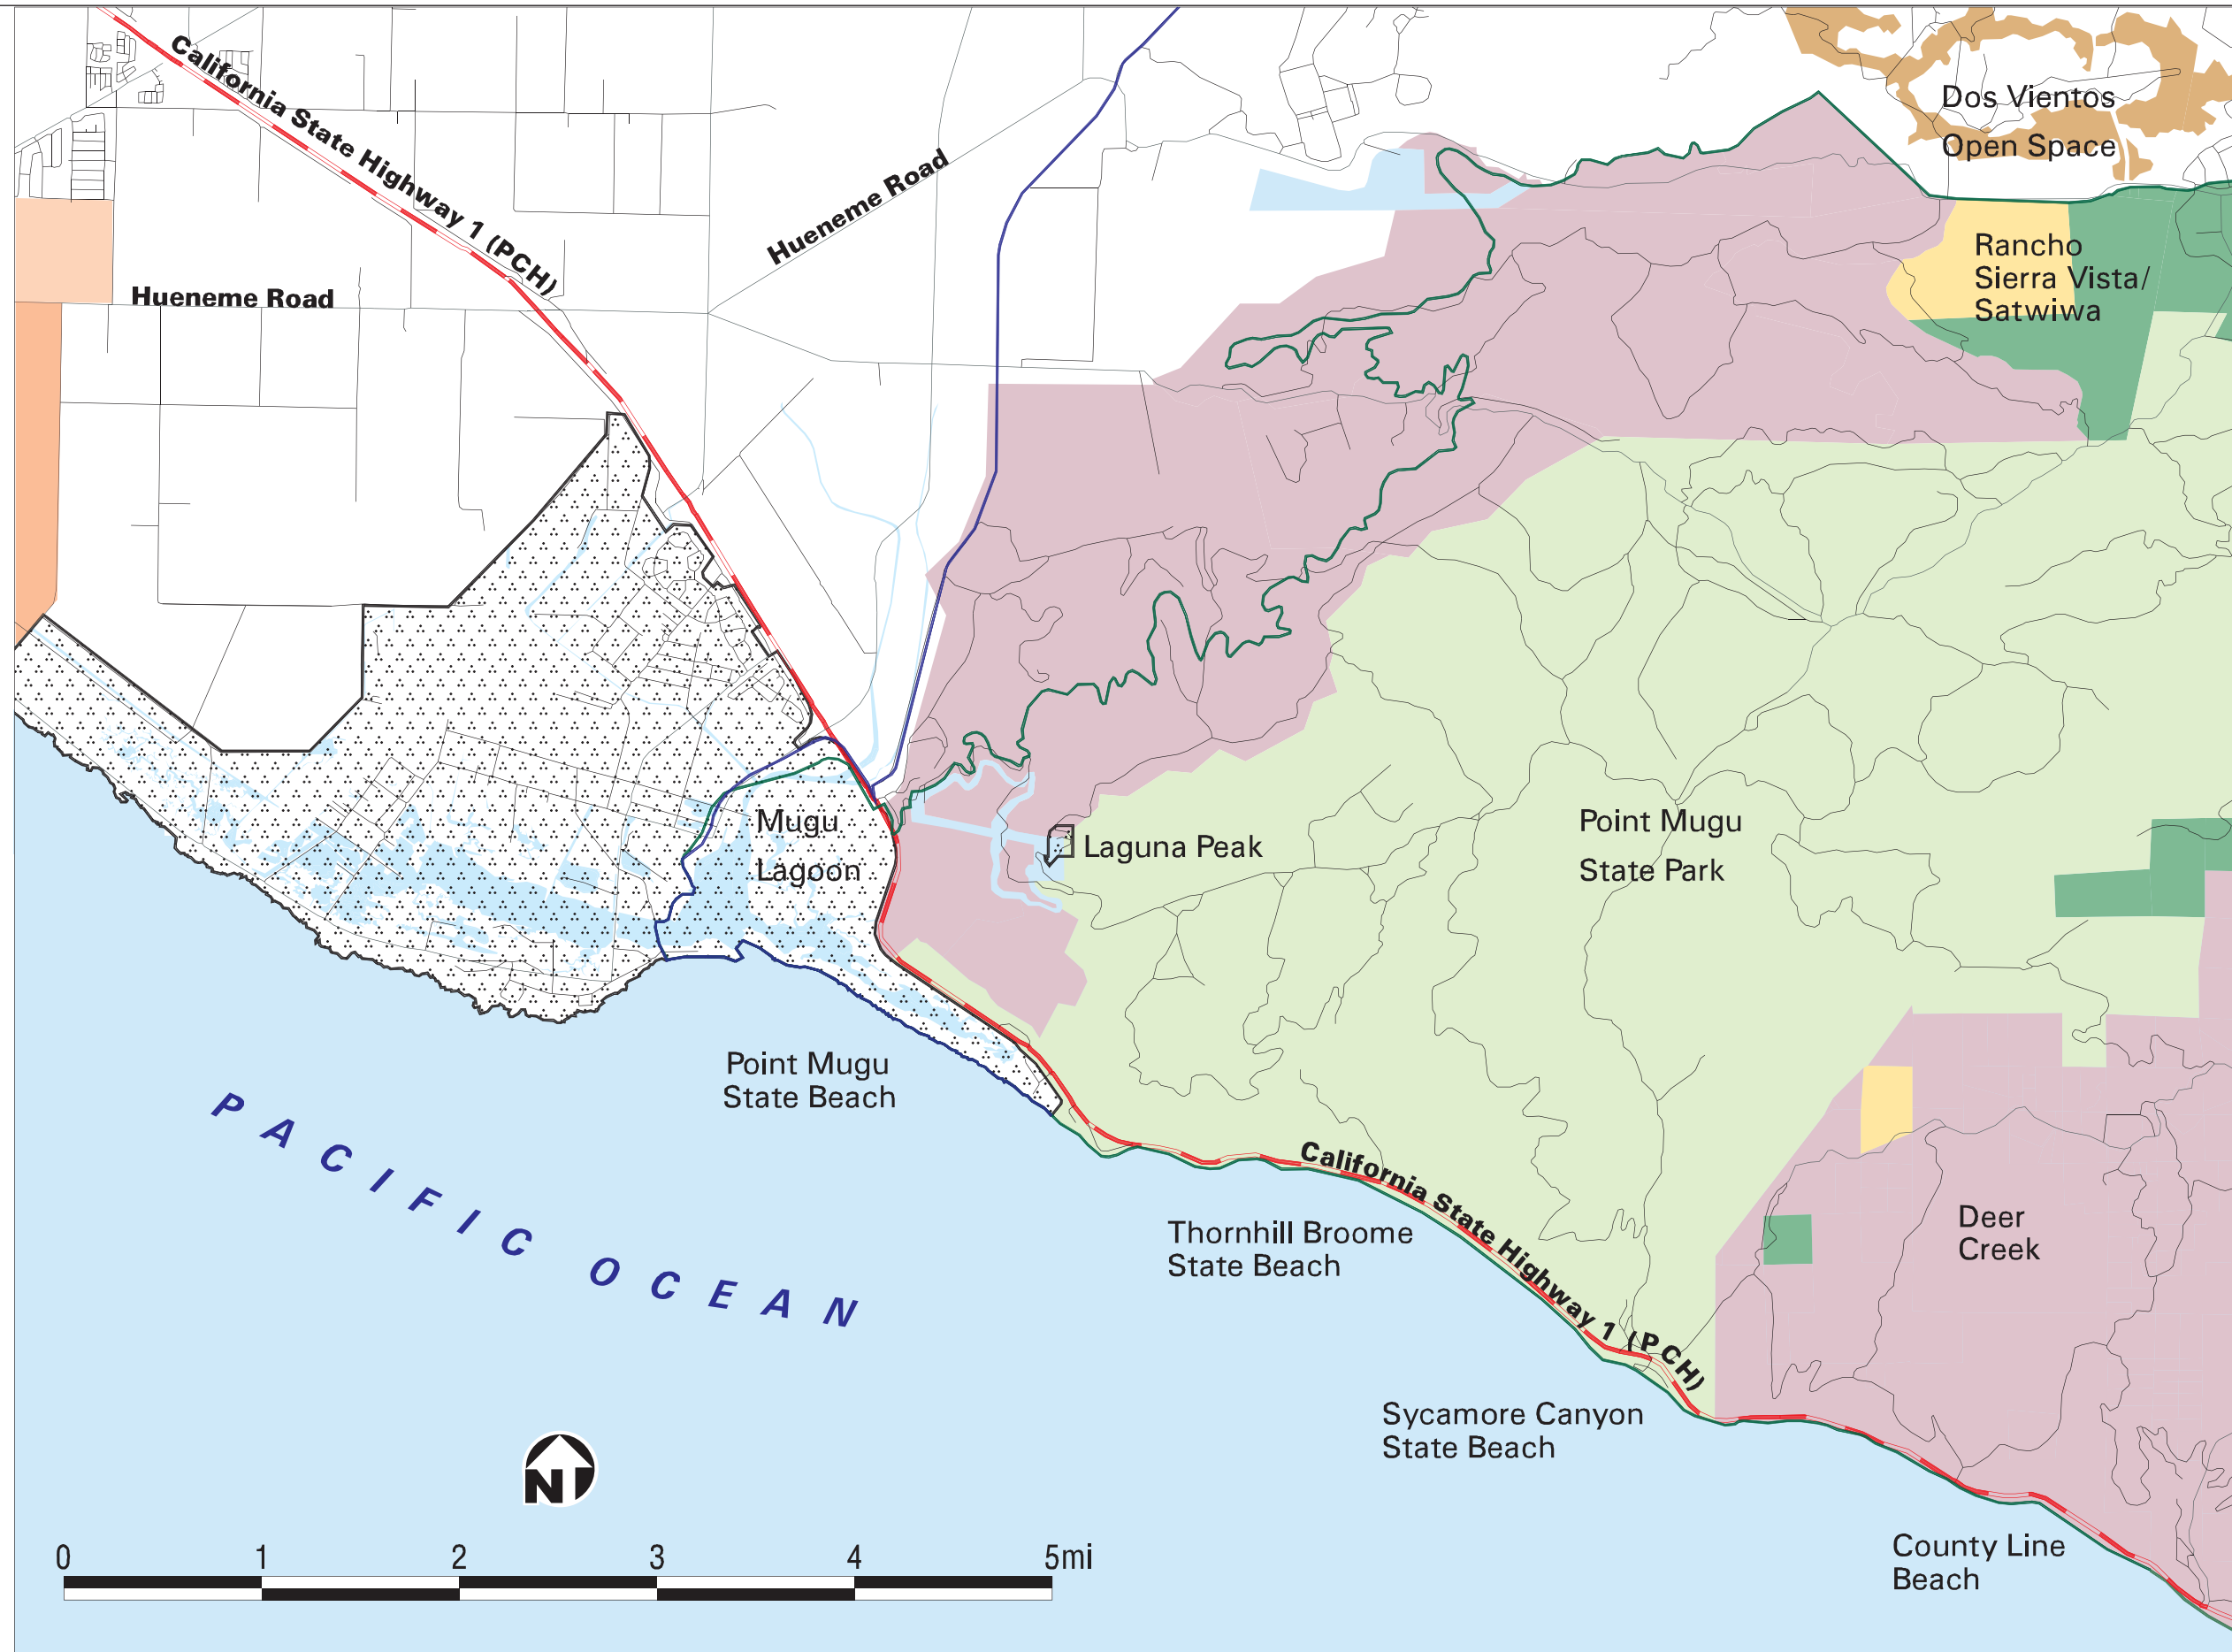 California State Highway 1 (PCH)
Hueneme Road
Hueneme Road
Dos Vientos
Open Space
Rancho
Sierra Vista/
Satwiwa
Mugu
Lagoon
Laguna Peak
Point Mugu
State Park
Point Mugu
State Beach
PACIFIC OCEAN
California State Highway 1 (PCH)
Thornhill Broome
State Beach
Deer
Creek
Sycamore Canyon
State Beach
County Line
Beach
N
0 1 2 3 4 5mi